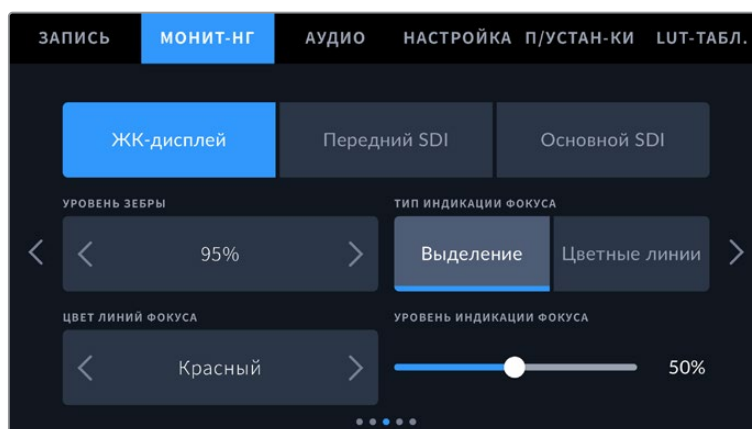 ЗАПИСЬ МОНИТ-НГ АУДИО НАСТРОЙКА П/УСТАН-КИ LUT-ТАБЛ.
ЖК-дисплей Передний SDI Основной SDI
УРОВЕНЬ ЗЕБРЫ ТИП ИНДИКАЦИИ ФОКУСА
95% Выделение Цветные линии
ЦВЕТ ЛИНИЙ ФОКУСА УРОВЕНЬ ИНДИКАЦИИ ФОКУСА
Красный 50%